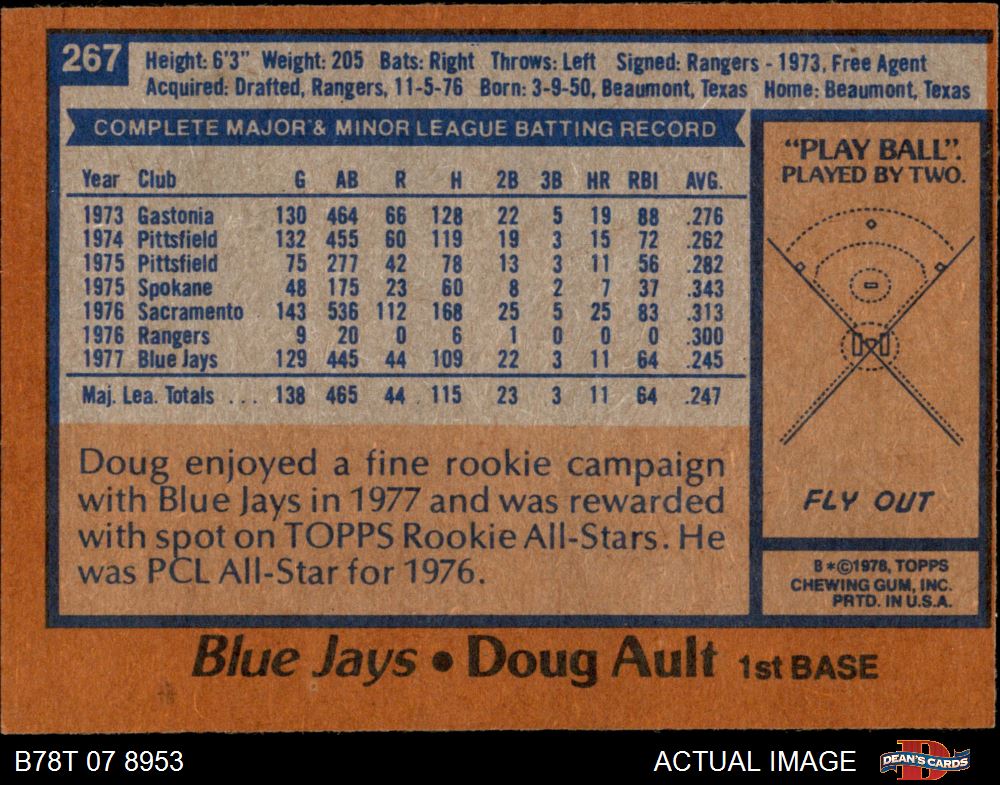 267
Height: 6'3" Weight: 205 Bats: Right Throws: Left Signed: Rangers - 1973, Free Agent
Acquired: Drafted, Rangers, 11-5-76 Born: 3-9-50, Beaumont, Texas Home: Beaumont, Texas
COMPLETE MAJOR & MINOR LEAGUE BATTING RECORD
Year Club G AB R H 2B 3B HR RBI AVG.
1973 Gastonia 130 464 66 128 22 5 19 88 .276
1974 Pittsfield 132 455 60 119 19 3 15 72 .262
1975 Pittsfield 75 277 42 78 13 3 11 56 .282
1975 Spokane 48 175 23 60 8 2 7 37 .343
1976 Sacramento 143 536 112 168 25 5 25 83 .313
1976 Rangers 9 20 0 6 1 0 0 0 .300
1977 Blue Jays 129 445 44 109 22 3 11 64 .245
Maj. Lea. Totals ... 138 465 44 115 23 3 11 64 .247
Doug enjoyed a fine rookie campaign
with Blue Jays in 1977 and was rewarded
with spot on TOPPS Rookie All-Stars. He
was PCL All-Star for 1976.
"PLAY BALL".
PLAYED BY TWO.
FLY OUT
B*©1978, TOPPS
CHEWING GUM, INC.
PRTD. IN U.S.A.
Blue Jays • Doug Ault 1st BASE
B78T 07 8953
ACTUAL IMAGE
D
DEAN'S CARDS